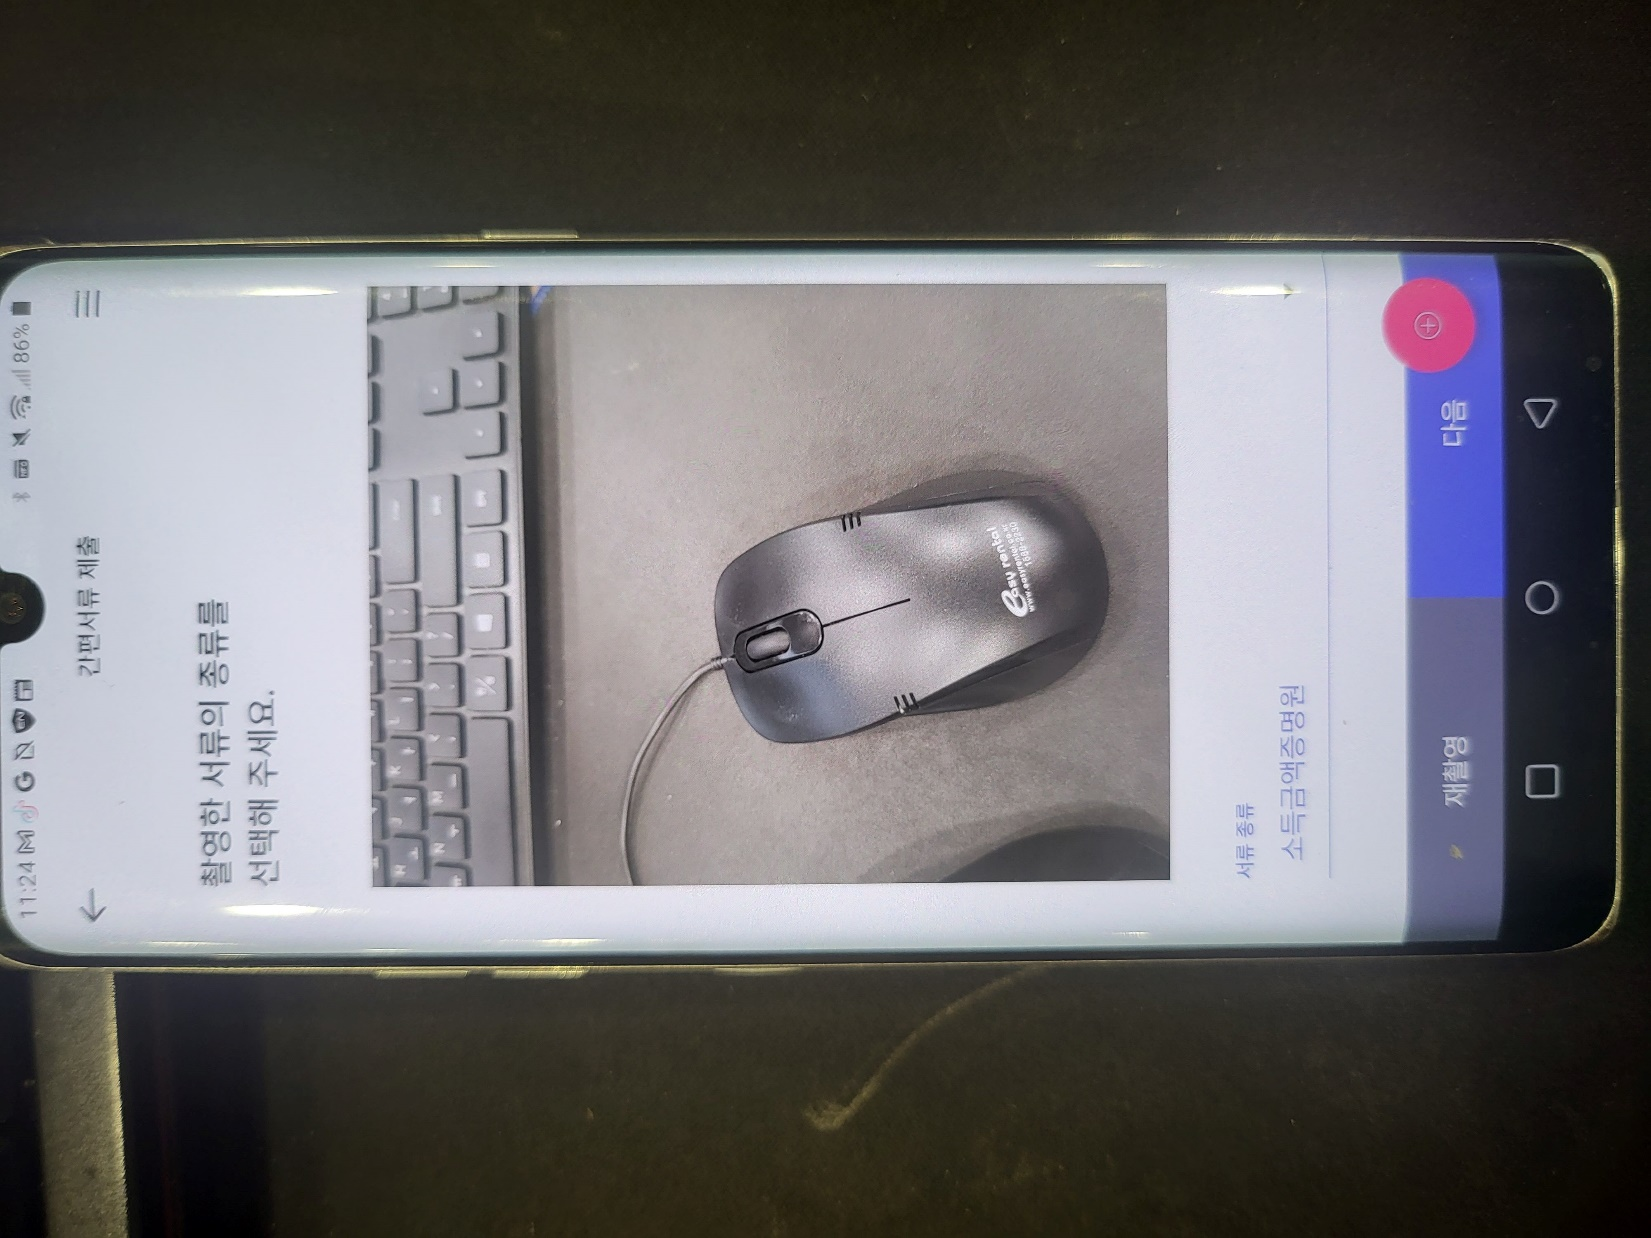 11:24
86%
간편서류 제출
촬영한 서류의 종류를
선택해 주세요.
easy rental
서류 종류
소득금액증명원
재촬영
다음